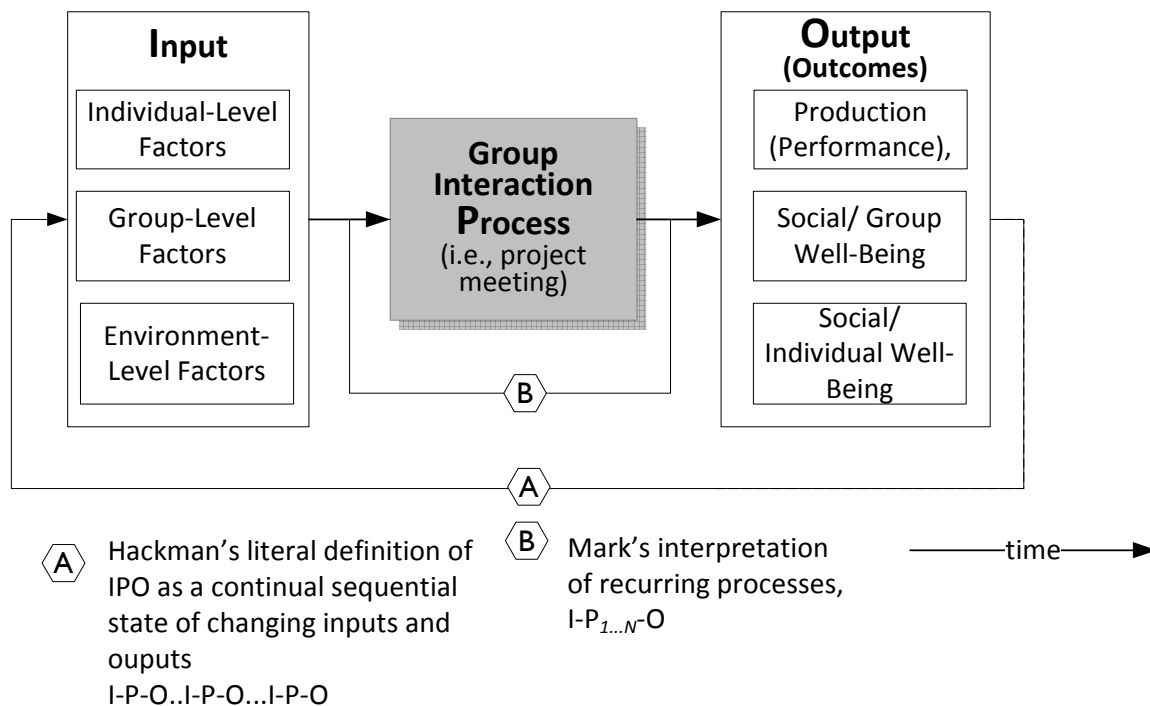 Input
Individual-Level
Factors
Group-Level
Factors
Environment-
Level Factors
Group
Interaction
Process
(i.e., project
meeting)
Output
(Outcomes)
Production
(Performance),
Social/ Group
Well-Being
Social/
Individual Well-
Being
B
A
A
Hackman’s literal definition of
IPO as a continual sequential
state of changing inputs and
ouputs
I-P-O..I-P-O...I-P-O
B
Mark’s interpretation
of recurring processes,
I-P1...N-O
time